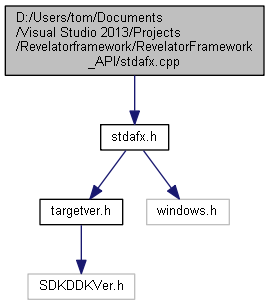 D:/Users/tom/Documents
/Visual Studio 2013/Projects
/Revelatorframework/RevelatorFramework
_API/stdafx.cpp
stdafx.h
targetver.h
windows.h
SDKDDKVer.h